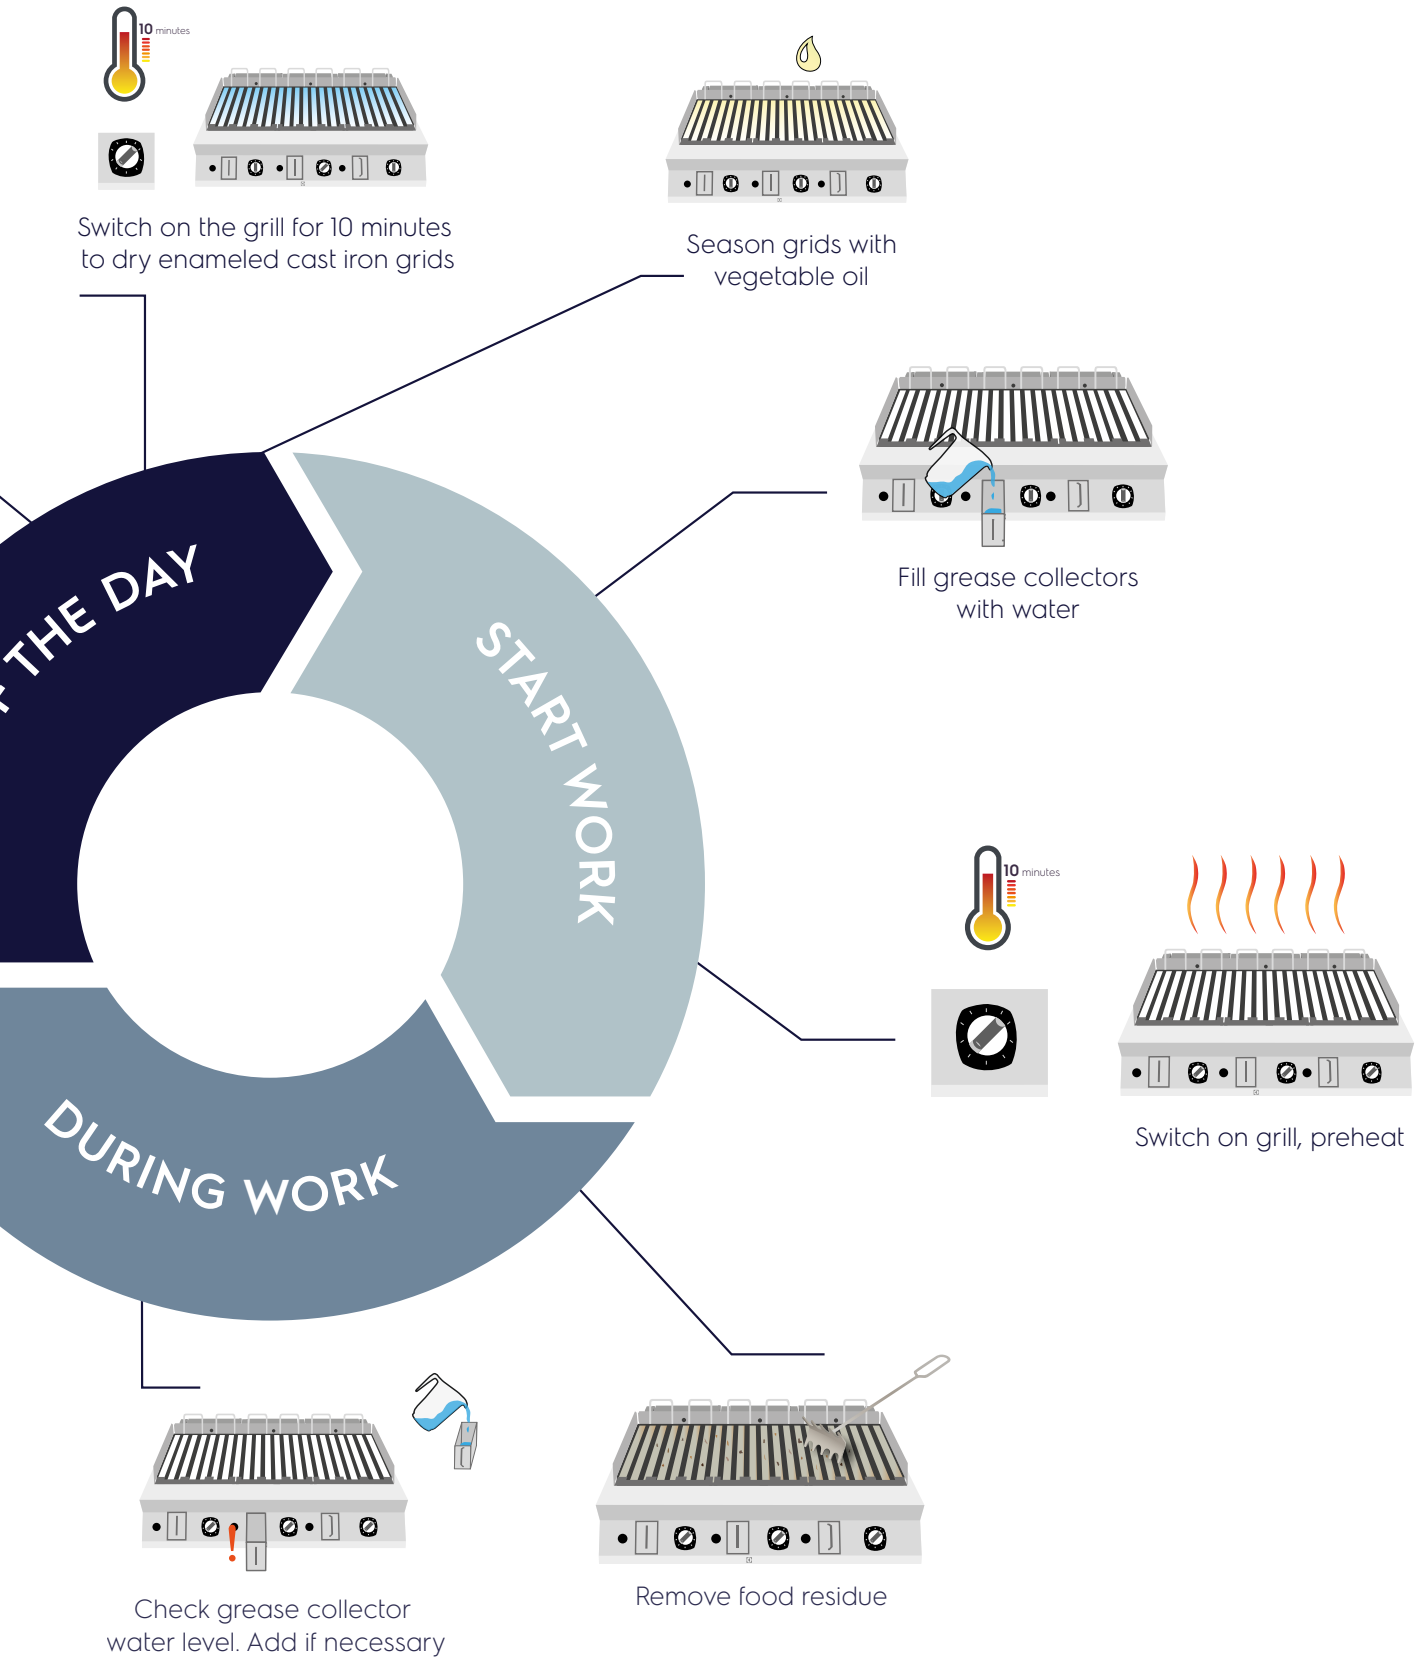 10 minutes
Switch on the grill for 10 minutes
to dry enameled cast iron grids
Season grids with
vegetable oil
Fill grease collectors
with water
THE DAY
START WORK
10 minutes
Switch on grill, preheat
DURING WORK
Remove food residue
Check grease collector
water level. Add if necessary